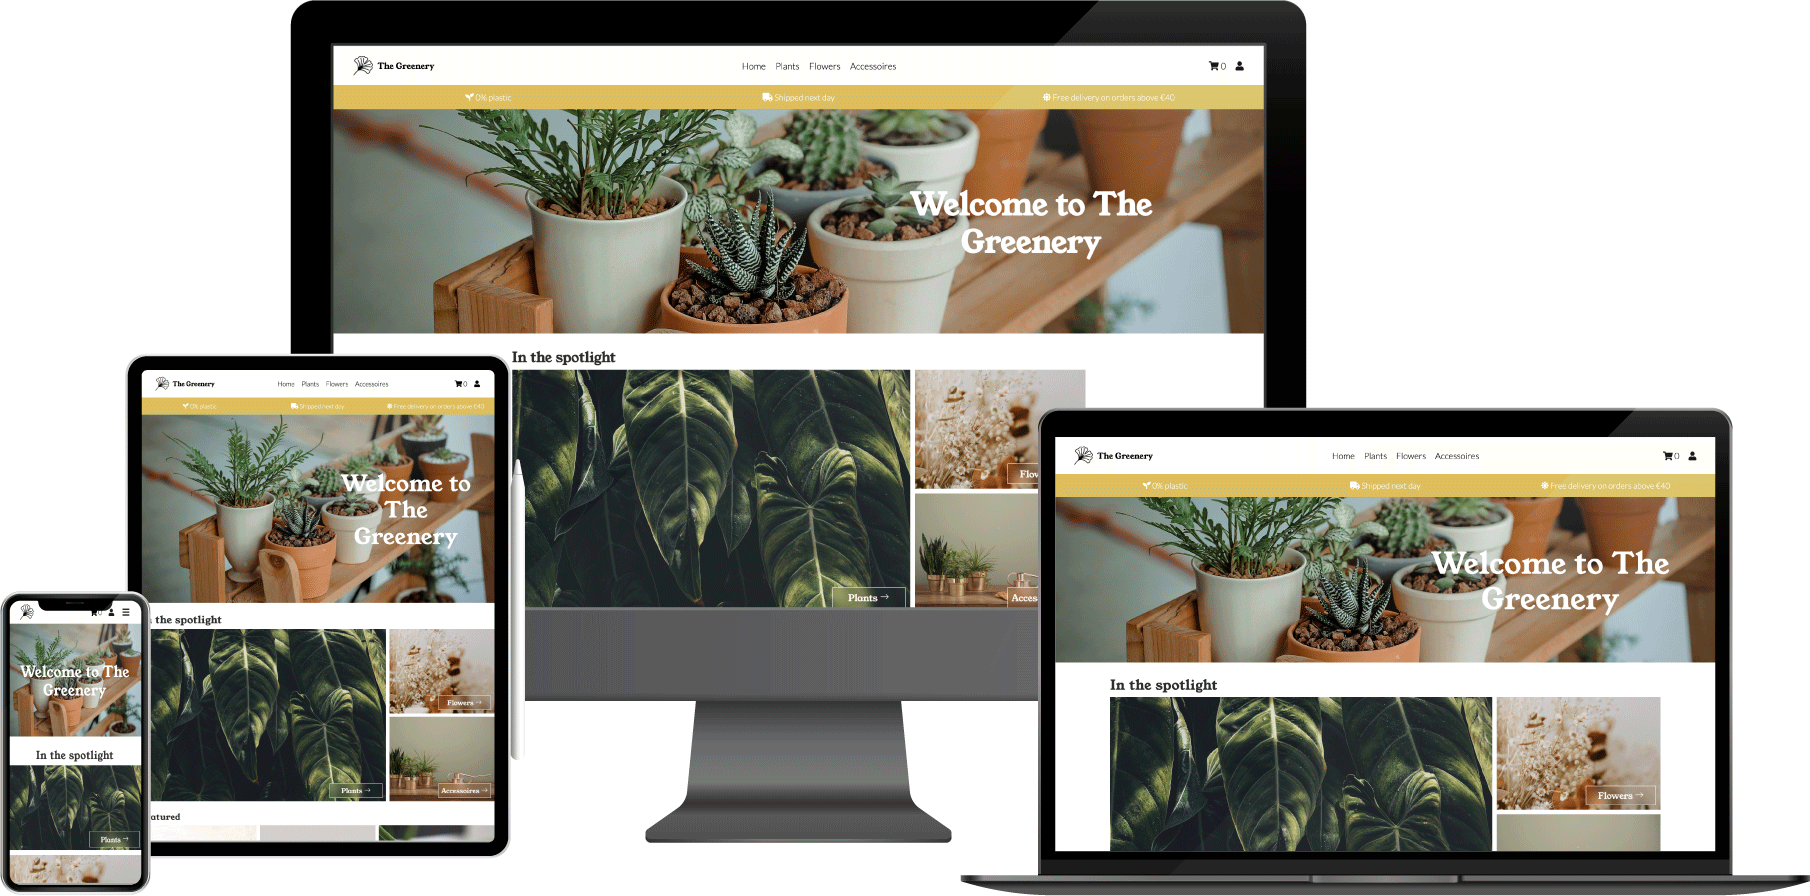 The Greenery
Home Plants Flowers Accessoires
0
0% plastic
Shipped next day
Free delivery on orders above €40
Welcome to The
Greenery
In the spotlight
Plants →
The Greenery
Home Plants Flowers Accessoires
0
0% plastic
Shipped next day
Free delivery on orders above €40
Welcome to
The
Greenery
the spotlight
Flowers →
Plants →
Accessoires →
atured
Welcome to The
Greenery
In the spotlight
Plants →
The Greenery
Home Plants Flowers Accessoires
0
0% plastic
Shipped next day
Free delivery on orders above €40
Welcome to The
Greenery
In the spotlight
Flowers →